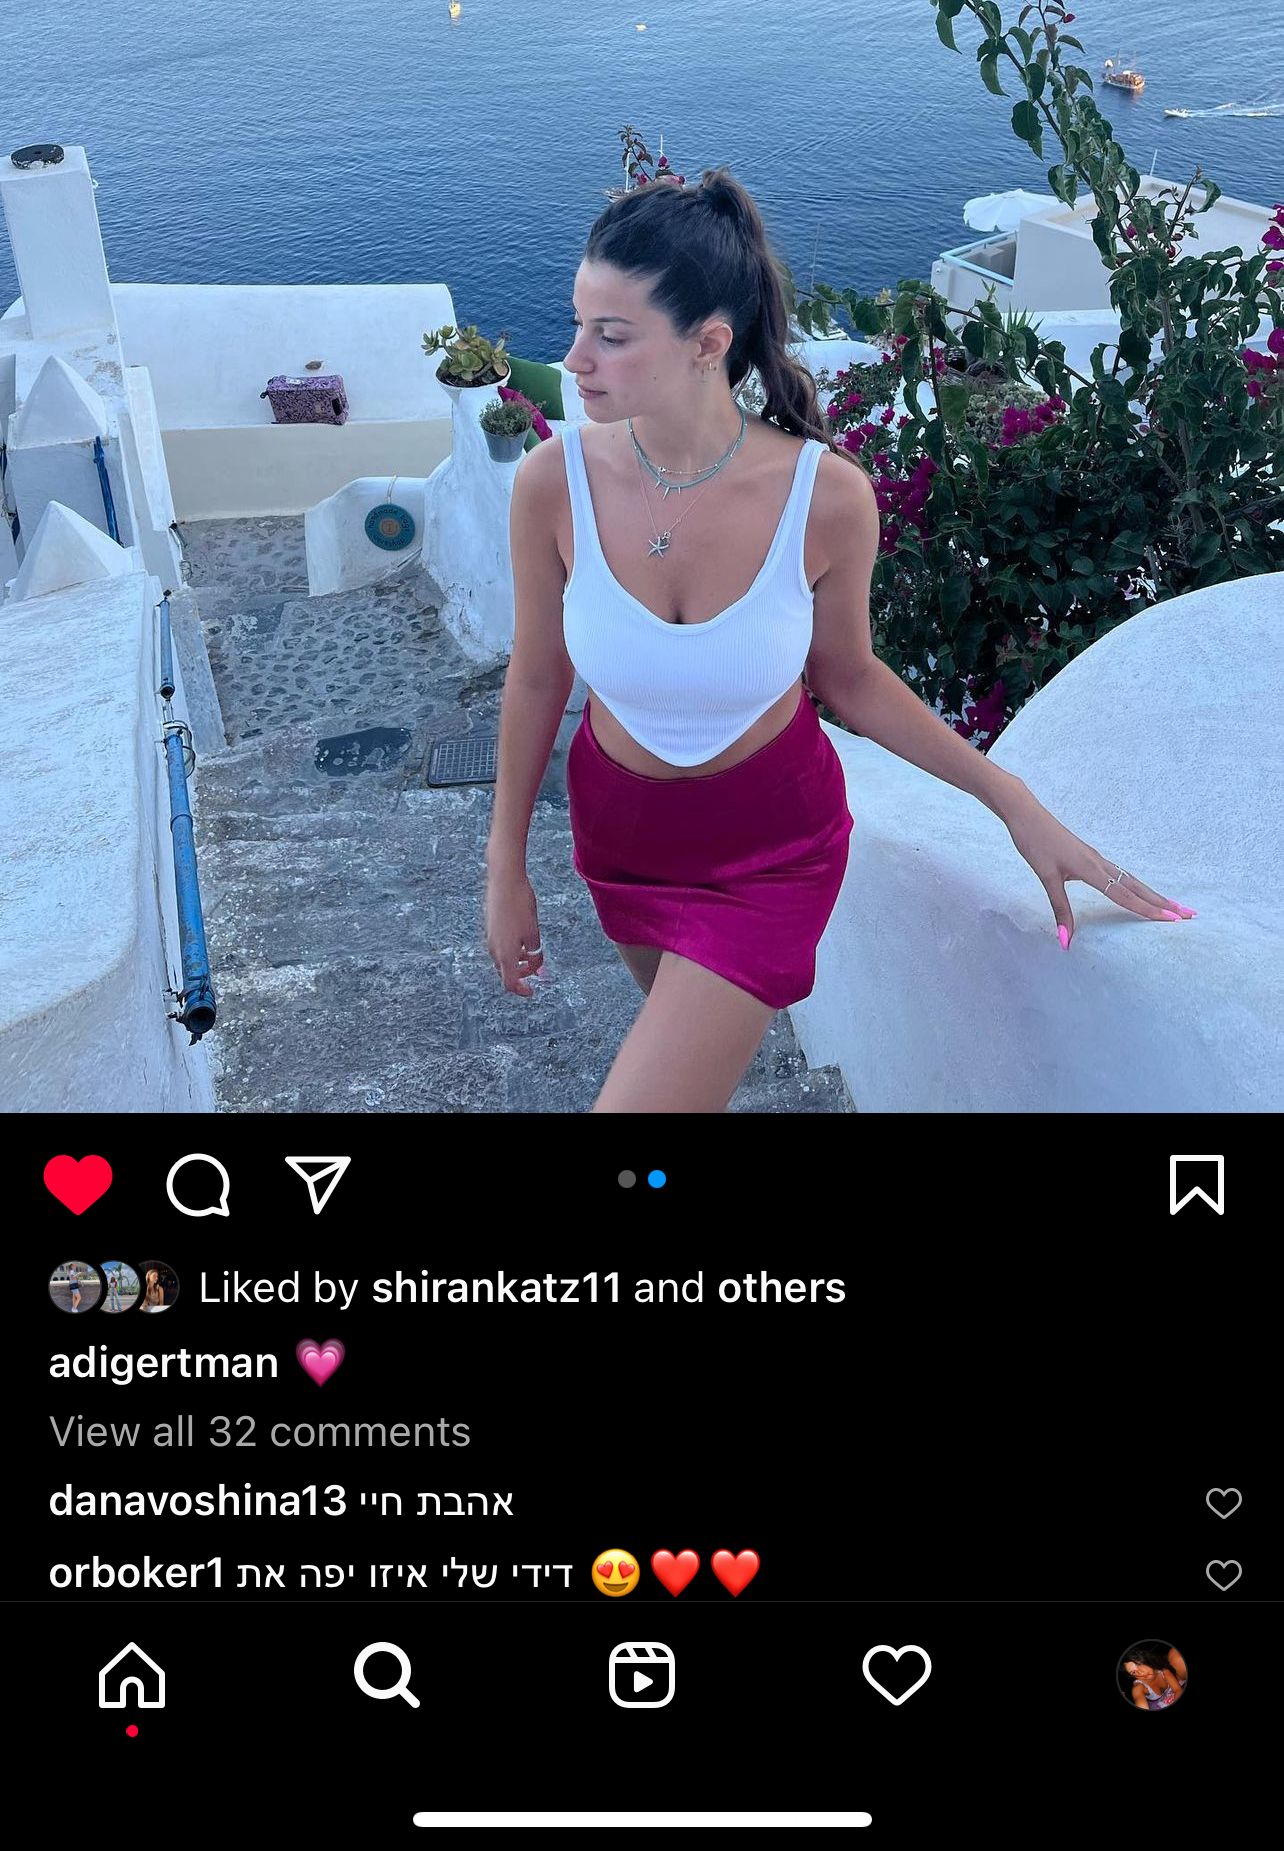 Liked by shirankatz11 and others
adigertman 💗
View all 32 comments
danavoshina13 אהבת חיי
orboker1 דידי שלי איזו יפה את 😍❤️❤️